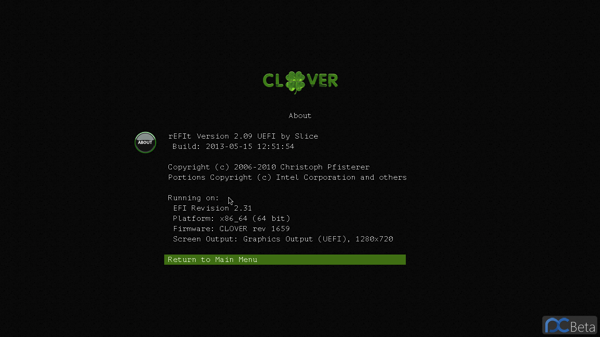 CLOVER
About
ABOUT
rEFIt Version 2.09 UEFI by Slice
Build: 2013-05-15 12:51:54
Copyright (c) 2006-2010 Christoph Pfisterer
Portions Copyright (c) Intel Corporation and others
Running on:
EFI Revision 2.31
Platform: x86_64 (64 bit)
Firmware: CLOVER rev 1659
Screen Output: Graphics Output (UEFI), 1280x720
Return to Main Menu
PCBeta